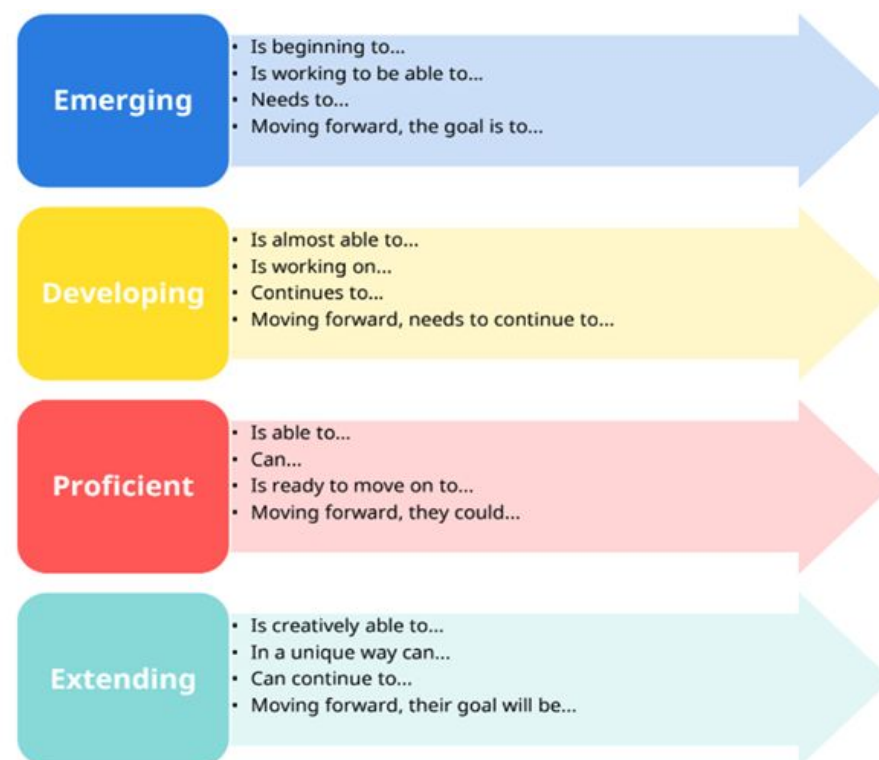 Emerging
• Is beginning to...
• Is working to be able to...
• Needs to...
• Moving forward, the goal is to...
Developing
• Is almost able to...
• Is working on...
• Continues to...
• Moving forward, needs to continue to...
Proficient
• Is able to...
• Can...
• Is ready to move on to...
• Moving forward, they could...
Extending
• Is creatively able to...
• In a unique way can...
• Can continue to...
• Moving forward, their goal will be...